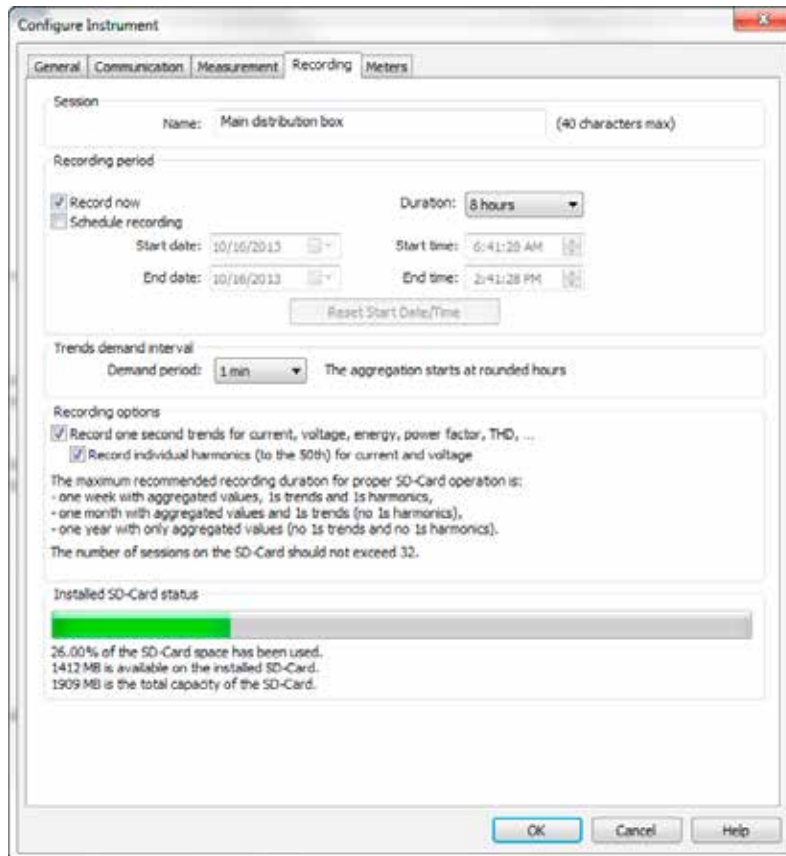 Configure Instrument
General Communication Measurement Recording Meters
Session
Name: Main distribution box (40 characters max)
Recording period
Record now Duration: 8 hours
Schedule recording
Start date: 10/16/2013 Start time: 6:41:28 AM
End date: 10/16/2013 End time: 2:41:28 PM
Reset Start Date/Time
Trends demand interval
Demand period: 1 min The aggregation starts at rounded hours
Recording options
Record one second trends for current, voltage, energy, power factor, THD, ...
Record individual harmonics (to the 50th) for current and voltage
The maximum recommended recording duration for proper SD-Card operation is:
- one week with aggregated values, 1s trends and 1s harmonics,
- one month with aggregated values and 1s trends (no 1s harmonics),
- one year with only aggregated values (no 1s trends and no 1s harmonics).
The number of sessions on the SD-Card should not exceed 32.
Installed SD-Card status
26.00% of the SD-Card space has been used.
1412 MB is available on the installed SD-Card.
1909 MB is the total capacity of the SD-Card.
OK Cancel Help